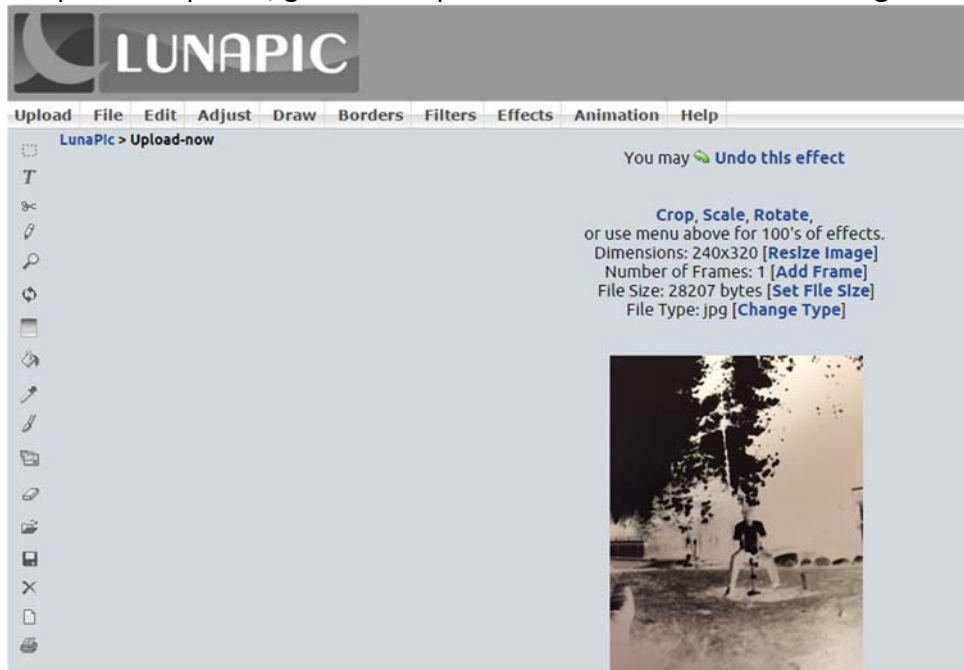 LUNAPIC
Upload File Edit Adjust Draw Borders Filters Effects Animation Help
LunaPic > Upload-now
You may Undo this effect
Crop, Scale, Rotate,
or use menu above for 100's of effects.
Dimensions: 240x320 [Resize Image]
Number of Frames: 1 [Add Frame]
File Size: 28207 bytes [Set File Size]
File Type: jpg [Change Type]
T